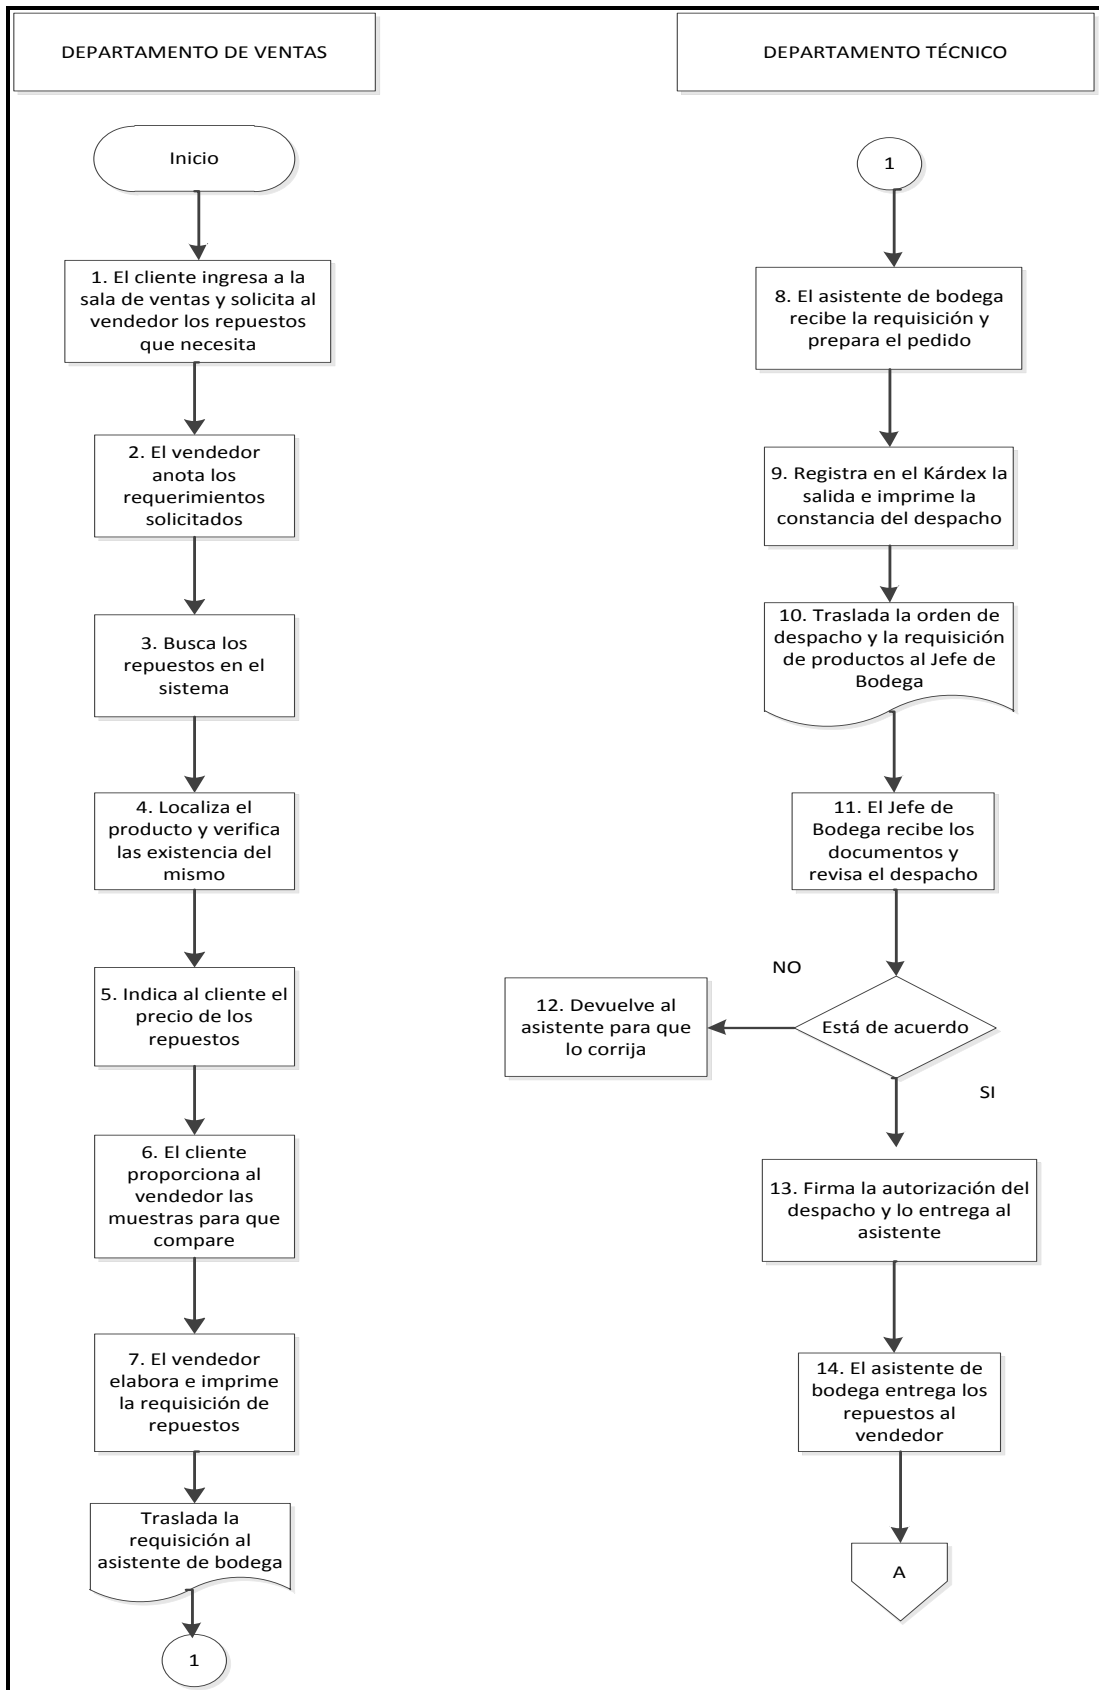 DEPARTAMENTO DE VENTAS
Inicio
1. El cliente ingresa a la
sala de ventas y solicita al
vendedor los repuestos
que necesita
2. El vendedor
anota los
requerimientos
solicitados
3. Busca los
repuestos en el
sistema
4. Localiza el
producto y verifica
las existencia del
mismo
5. Indica al cliente el
precio de los
repuestos
6. El cliente
proporciona al
vendedor las
muestras para que
compare
7. El vendedor
elabora e imprime
la requisición de
repuestos
Traslada la
requisición al
asistente de bodega
1
DEPARTAMENTO TÉCNICO
1
8. El asistente de bodega
recibe la requisición y
prepara el pedido
9. Registra en el Kárdex la
salida e imprime la
constancia del despacho
10. Traslada la orden de
despacho y la requisición
de productos al Jefe de
Bodega
11. El Jefe de
Bodega recibe los
documentos y
revisa el despacho
Está de acuerdo
NO
12. Devuelve al
asistente para que
lo corrija
SI
13. Firma la autorización del
despacho y lo entrega al
asistente
14. El asistente de
bodega entrega los
repuestos al
vendedor
A